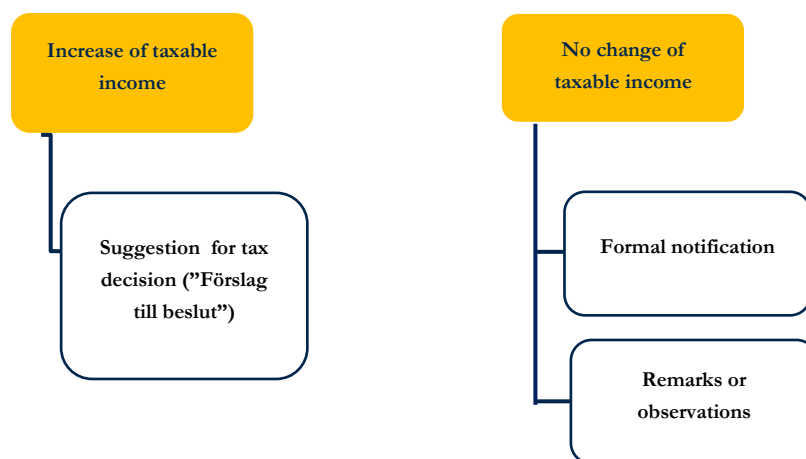 Increase of taxable
income
Suggestion for tax
decision (”Förslag
till beslut”)
No change of
taxable income
Formal notification
Remarks or
observations